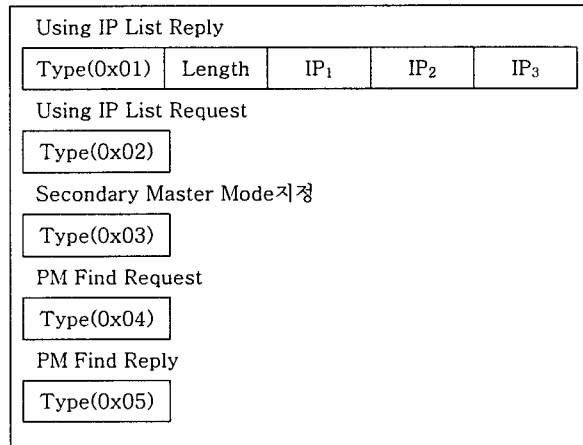 Using IP List Reply
Type(0x01) Length IP₁ IP₂ IP₃
Using IP List Request
Type(0x02)
Secondary Master Mode지정
Type(0x03)
PM Find Request
Type(0x04)
PM Find Reply
Type(0x05)